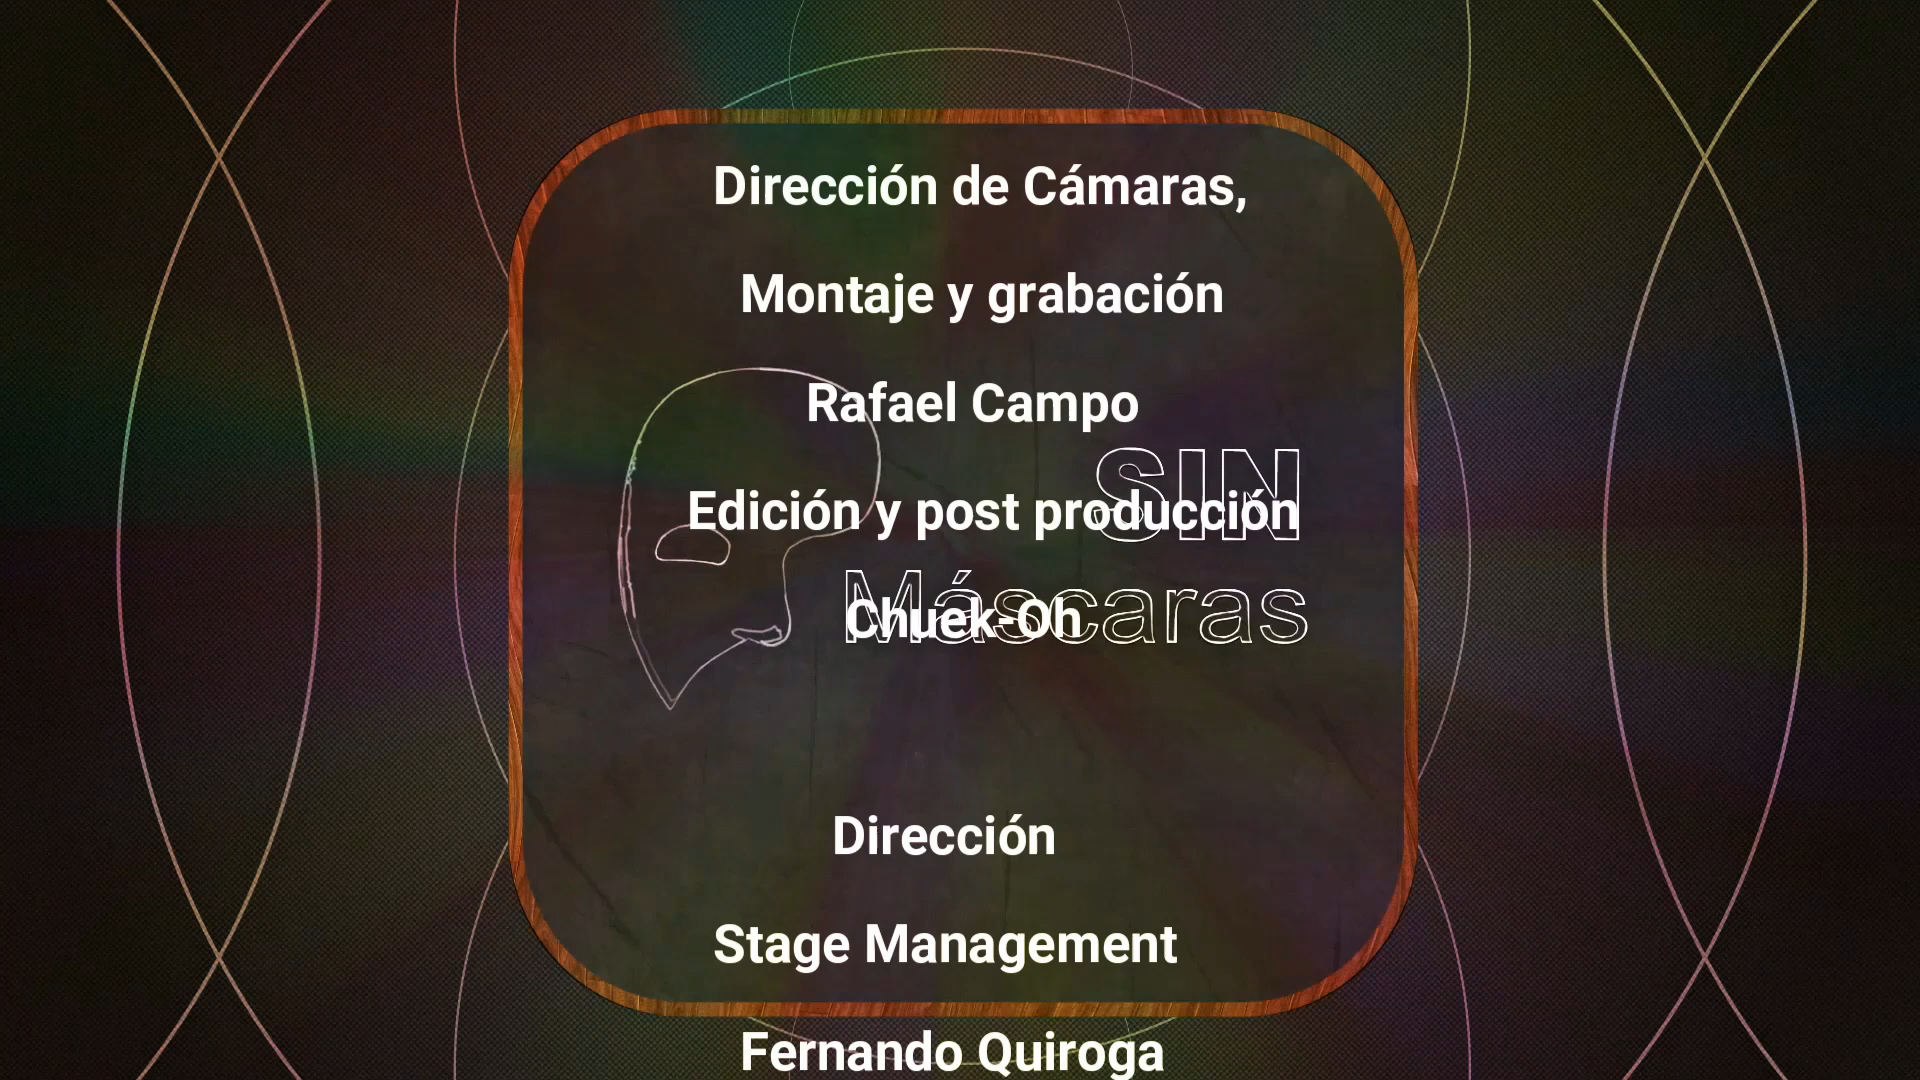 Dirección de Cámaras,
Montaje y grabación
Rafael Campo
SIN
Edición y post producción
Máscaras
Chuek-Oh
Dirección
Stage Management
Fernando Quiroga